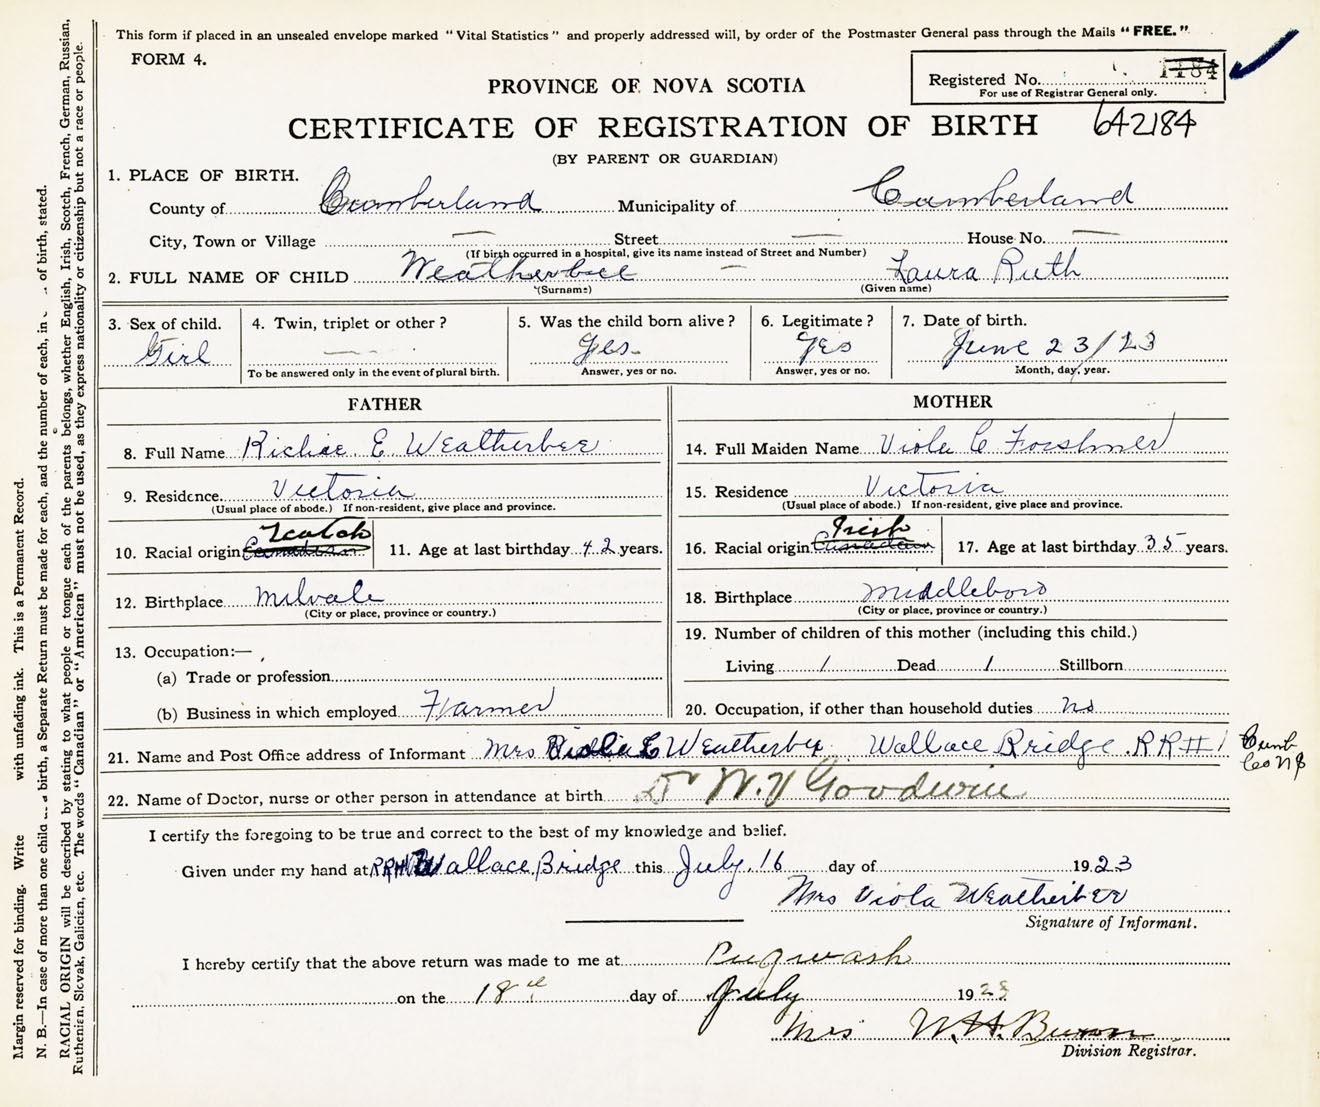 This form if placed in an unsealed envelope marked "Vital Statistics" and properly addressed will, by order of the Postmaster General pass through the Mails "FREE."
FORM 4.
Registered No. 1184
For use of Registrar General only.
PROVINCE OF NOVA SCOTIA
CERTIFICATE OF REGISTRATION OF BIRTH 642184
(BY PARENT OR GUARDIAN)
1. PLACE OF BIRTH.
County of Cumberland Municipality of Cumberland
City, Town or Village — Street — House No. —
(If birth occurred in a hospital, give its name instead of Street and Number)
2. FULL NAME OF CHILD Weatherbee — Laura Ruth
(Surname) (Given name)
3. Sex of child. 4. Twin, triplet or other? 5. Was the child born alive? 6. Legitimate? 7. Date of birth.
Girl — Yes. Yes June 23/23
To be answered only in the event of plural birth. Answer, yes or no. Answer, yes or no. Month, day, year.
FATHER MOTHER
8. Full Name Richie E Weatherbee 14. Full Maiden Name Viola C
9. Residence Victoria 15. Residence Victoria
(Usual place of abode.) If non-resident, give place and province. (Usual place of abode.) If non-resident, give place and province.
Scotch Irish
10. Racial origin Canadian 11. Age at last birthday 42 years. 16. Racial origin Canadian 17. Age at last birthday 35 years.
12. Birthplace Milvale 18. Birthplace Middleboro
(City or place, province or country.) (City or place, province or country.)
13. Occupation:— 19. Number of children of this mother (including this child.)
(a) Trade or profession Living 1 Dead 1 Stillborn
(b) Business in which employed Farmer 20. Occupation, if other than household duties no
21. Name and Post Office address of Informant Mrs E Weatherbee Wallace Bridge RR#1 Cumb
Co N S
22. Name of Doctor, nurse or other person in attendance at birth Dr W.V Goodwin
I certify the foregoing to be true and correct to the best of my knowledge and belief.
Given under my hand at Wallace Bridge this July. 16 day of 1923
Mrs Viola Weatherbee
Signature of Informant.
I hereby certify that the above return was made to me at Pugwash
on the 18th day of July 1923
Mrs W. H. Brown
Division Registrar.
Margin reserved for binding. Write with unfading ink. This is a Permanent Record.
N. B.—In case of more than one child birth, a Separate Return must be made for each, and the number of each, in of birth, stated.
RACIAL ORIGIN will be described by stating to what people or tongue each of the parents belongs, whether English, Irish, Scotch, French, German, Russian,
Ruthenian, Slovak, Galician, etc. The words "Canadian" or "American" must not be used, as they express nationality or citizenship but not a race or people.